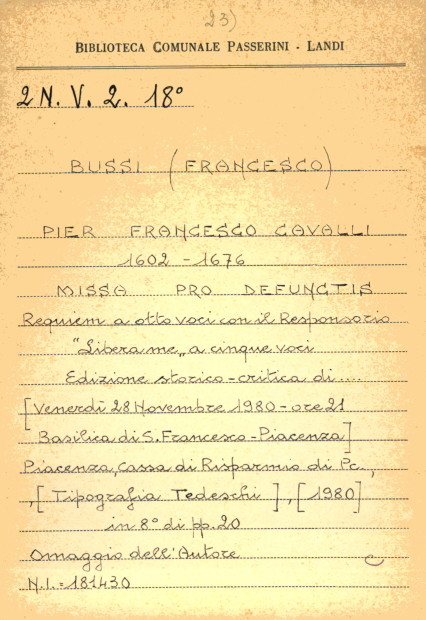 23)
BIBLIOTECA COMUNALE PASSERINI - LANDI
2N. V. 2. 18°
BUSSI (FRANCESCO)
PIER FRANCESCO CAVALLI
1602 - 1676
MISSA PRO DEFUNCTIS
Requiem a otto voci con il Responsorio
"Libera me" a cinque voci
Edizione storico-critica di....
[Venerdì 28 Novembre 1980 - ore 21
Basilica di S. Francesco - Piacenza]
Piacenza, Cassa di Risparmio di Pc.,
,[Tipografia Tedeschi], [1980]
in 8° di pp. 20
Omaggio dell'Autore
N.I. = 181430